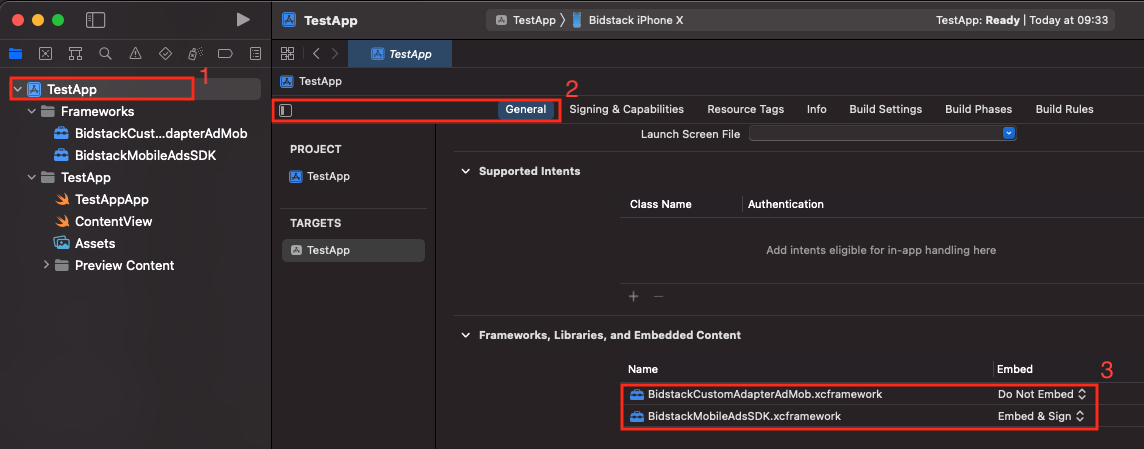 TestApp
TestApp
Bidstack iPhone X
TestApp: Ready | Today at 09:33
TestApp
TestApp
1
TestApp
Frameworks
BidstackCust...dapterAdMob
BidstackMobileAdsSDK
TestApp
TestAppApp
ContentView
Assets
Preview Content
2
General
Signing & Capabilities
Resource Tags
Info
Build Settings
Build Phases
Build Rules
PROJECT
TestApp
TARGETS
TestApp
Launch Screen File
Supported Intents
Class Name
Authentication
Add intents eligible for in-app handling here
Frameworks, Libraries, and Embedded Content
Name
Embed
3
BidstackCustomAdapterAdMob.xcframework
Do Not Embed
BidstackMobileAdsSDK.xcframework
Embed & Sign